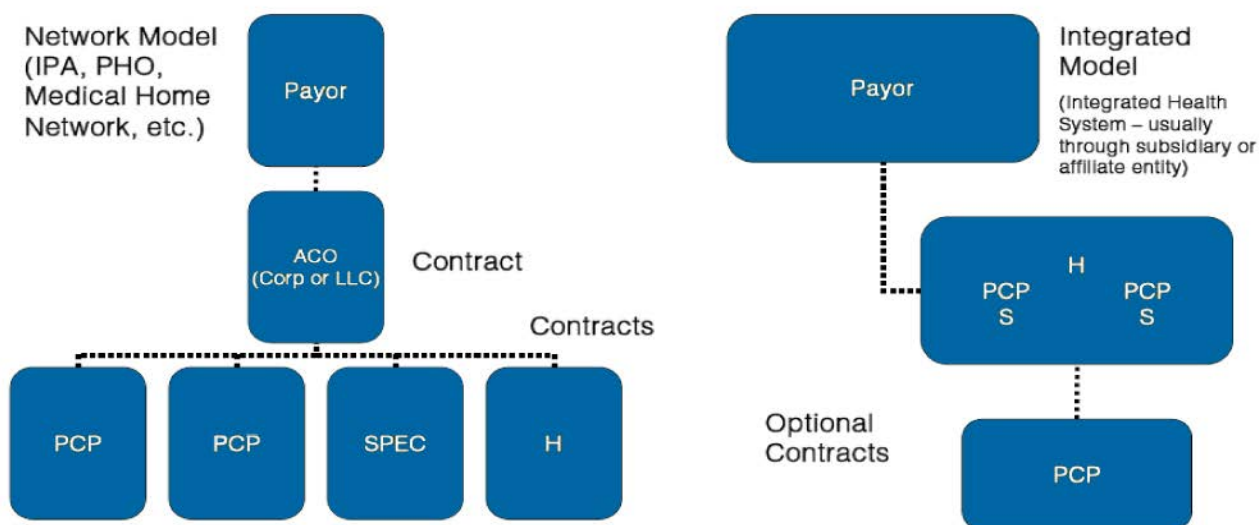 Network Model
(IPA, PHO,
Medical Home
Network, etc.)
Payor
ACO
(Corp or LLC)
Contract
Contracts
PCP
PCP
SPEC
H
Payor
Integrated
Model
(Integrated Health
System – usually
through subsidiary or
affiliate entity)
H
PCP
S
PCP
S
Optional
Contracts
PCP